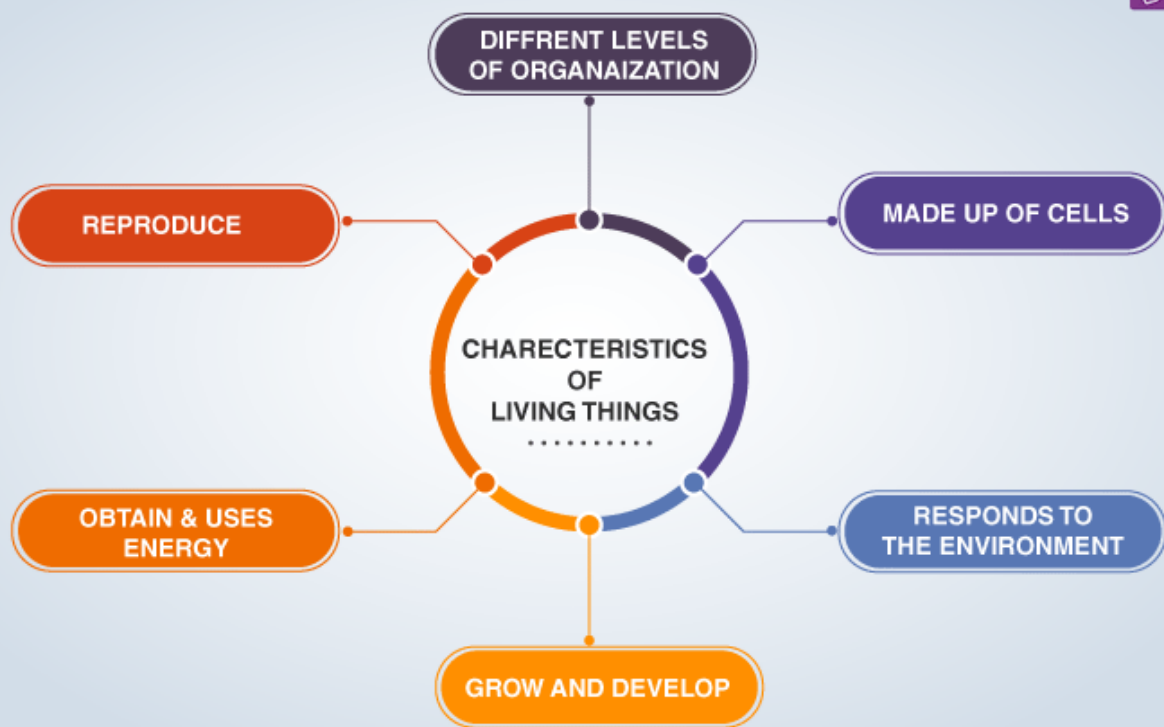 DIFFRENT LEVELS
OF ORGANAIZATION
REPRODUCE
MADE UP OF CELLS
CHARECTERISTICS
OF
LIVING THINGS
OBTAIN & USES
ENERGY
RESPONDS TO
THE ENVIRONMENT
GROW AND DEVELOP